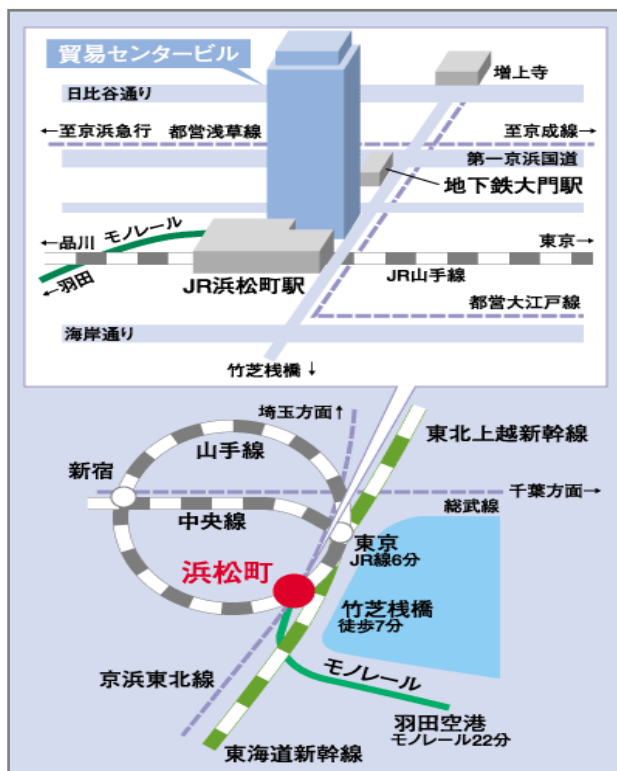 貿易センタービル
増上寺
日比谷通り
←至京浜急行
都営浅草線
至京成線→
第一京浜国道
地下鉄大門駅
←品川
モノレール
東京→
←羽田
JR浜松町駅
JR山手線
都営大江戸線
海岸通り
竹芝桟橋↓
埼玉方面↑
東北上越新幹線
山手線
新宿
千葉方面→
中央線
総武線
東京
JR線6分
浜松町
竹芝桟橋
徒歩7分
京浜東北線
モノレール
羽田空港
モノレール22分
東海道新幹線